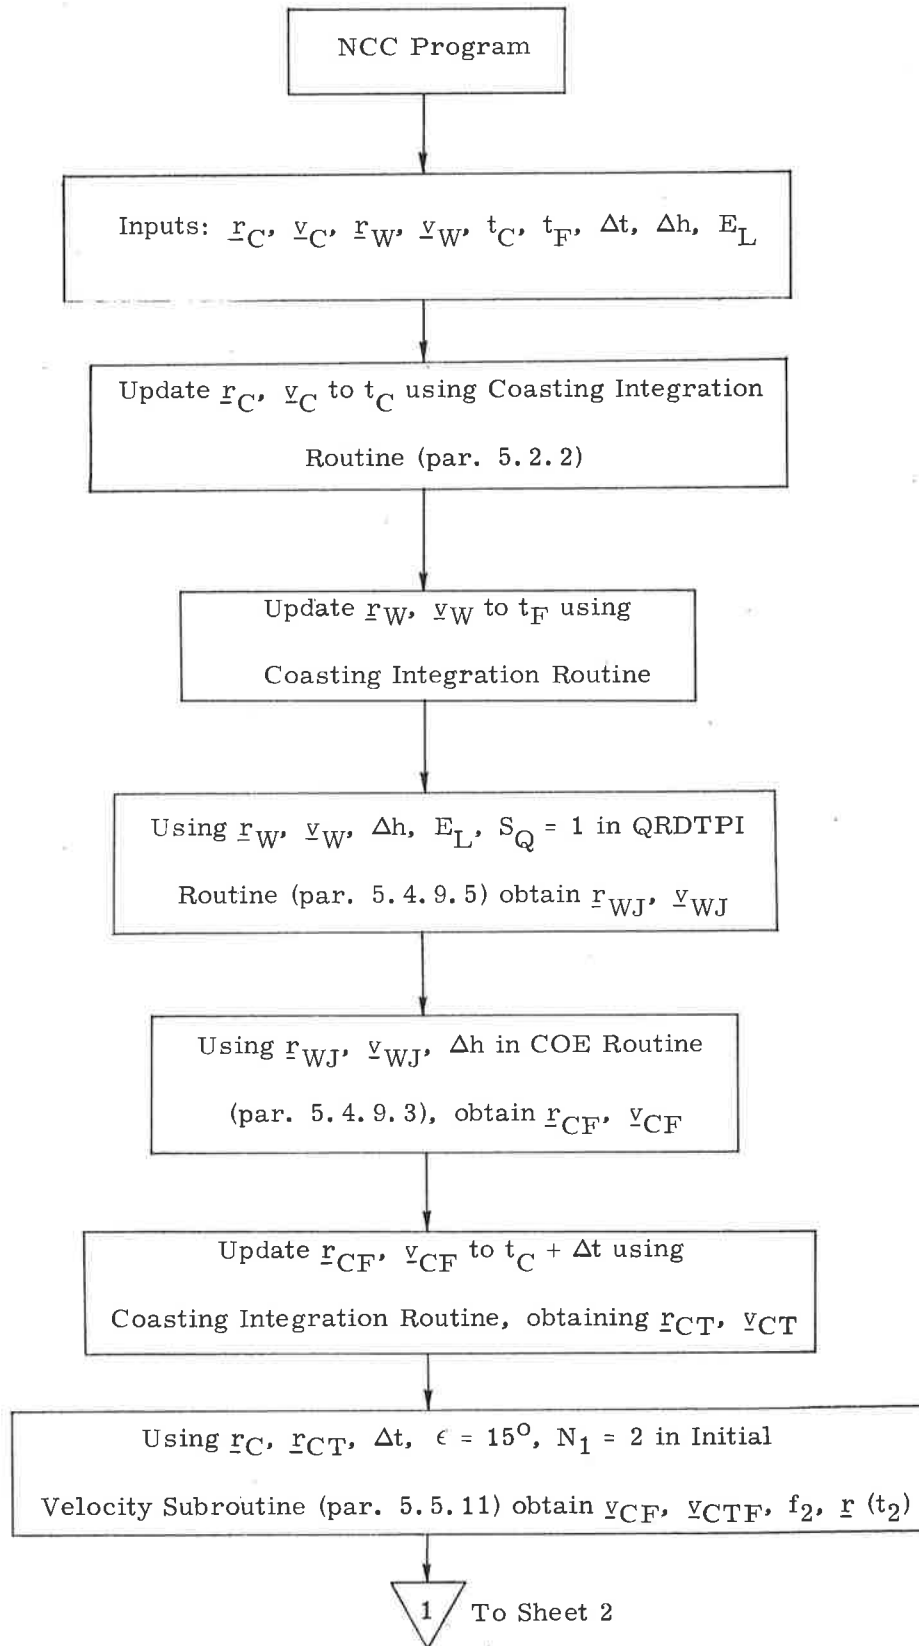 NCC Program
Inputs: r_C, v_C, r_W, v_W, t_C, t_F, Δt, Δh, E_L
Update r_C, v_C to t_C using Coasting Integration
Routine (par. 5.2.2)
Update r_W, v_W to t_F using
Coasting Integration Routine
Using r_W, v_W, Δh, E_L, S_Q = 1 in QRDTPI
Routine (par. 5.4.9.5) obtain r_WJ, v_WJ
Using r_WJ, v_WJ, Δh in COE Routine
(par. 5.4.9.3), obtain r_CF, v_CF
Update r_CF, v_CF to t_C + Δt using
Coasting Integration Routine, obtaining r_CT, v_CT
Using r_C, r_CT, Δt, ϵ = 15°, N_1 = 2 in Initial
Velocity Subroutine (par. 5.5.11) obtain v_CF, v_CTF, f_2, r (t_2)
1 To Sheet 2